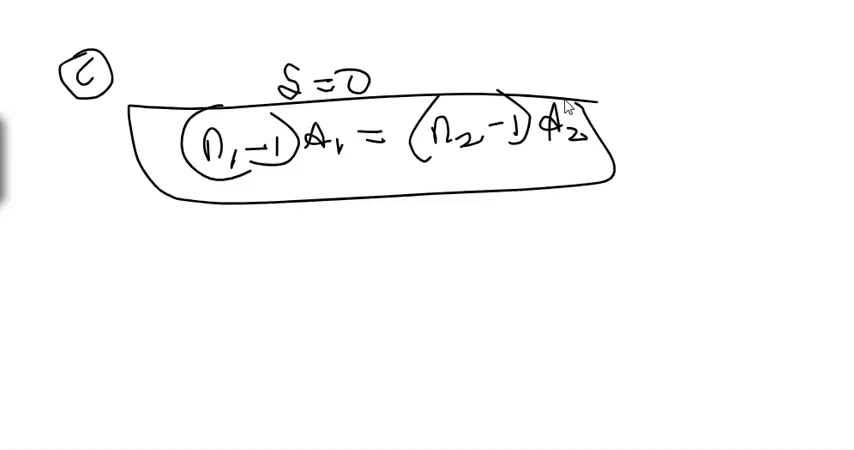 C
δ = 0
(n₁ - 1) A₁ = (n₂ - 1) A₂